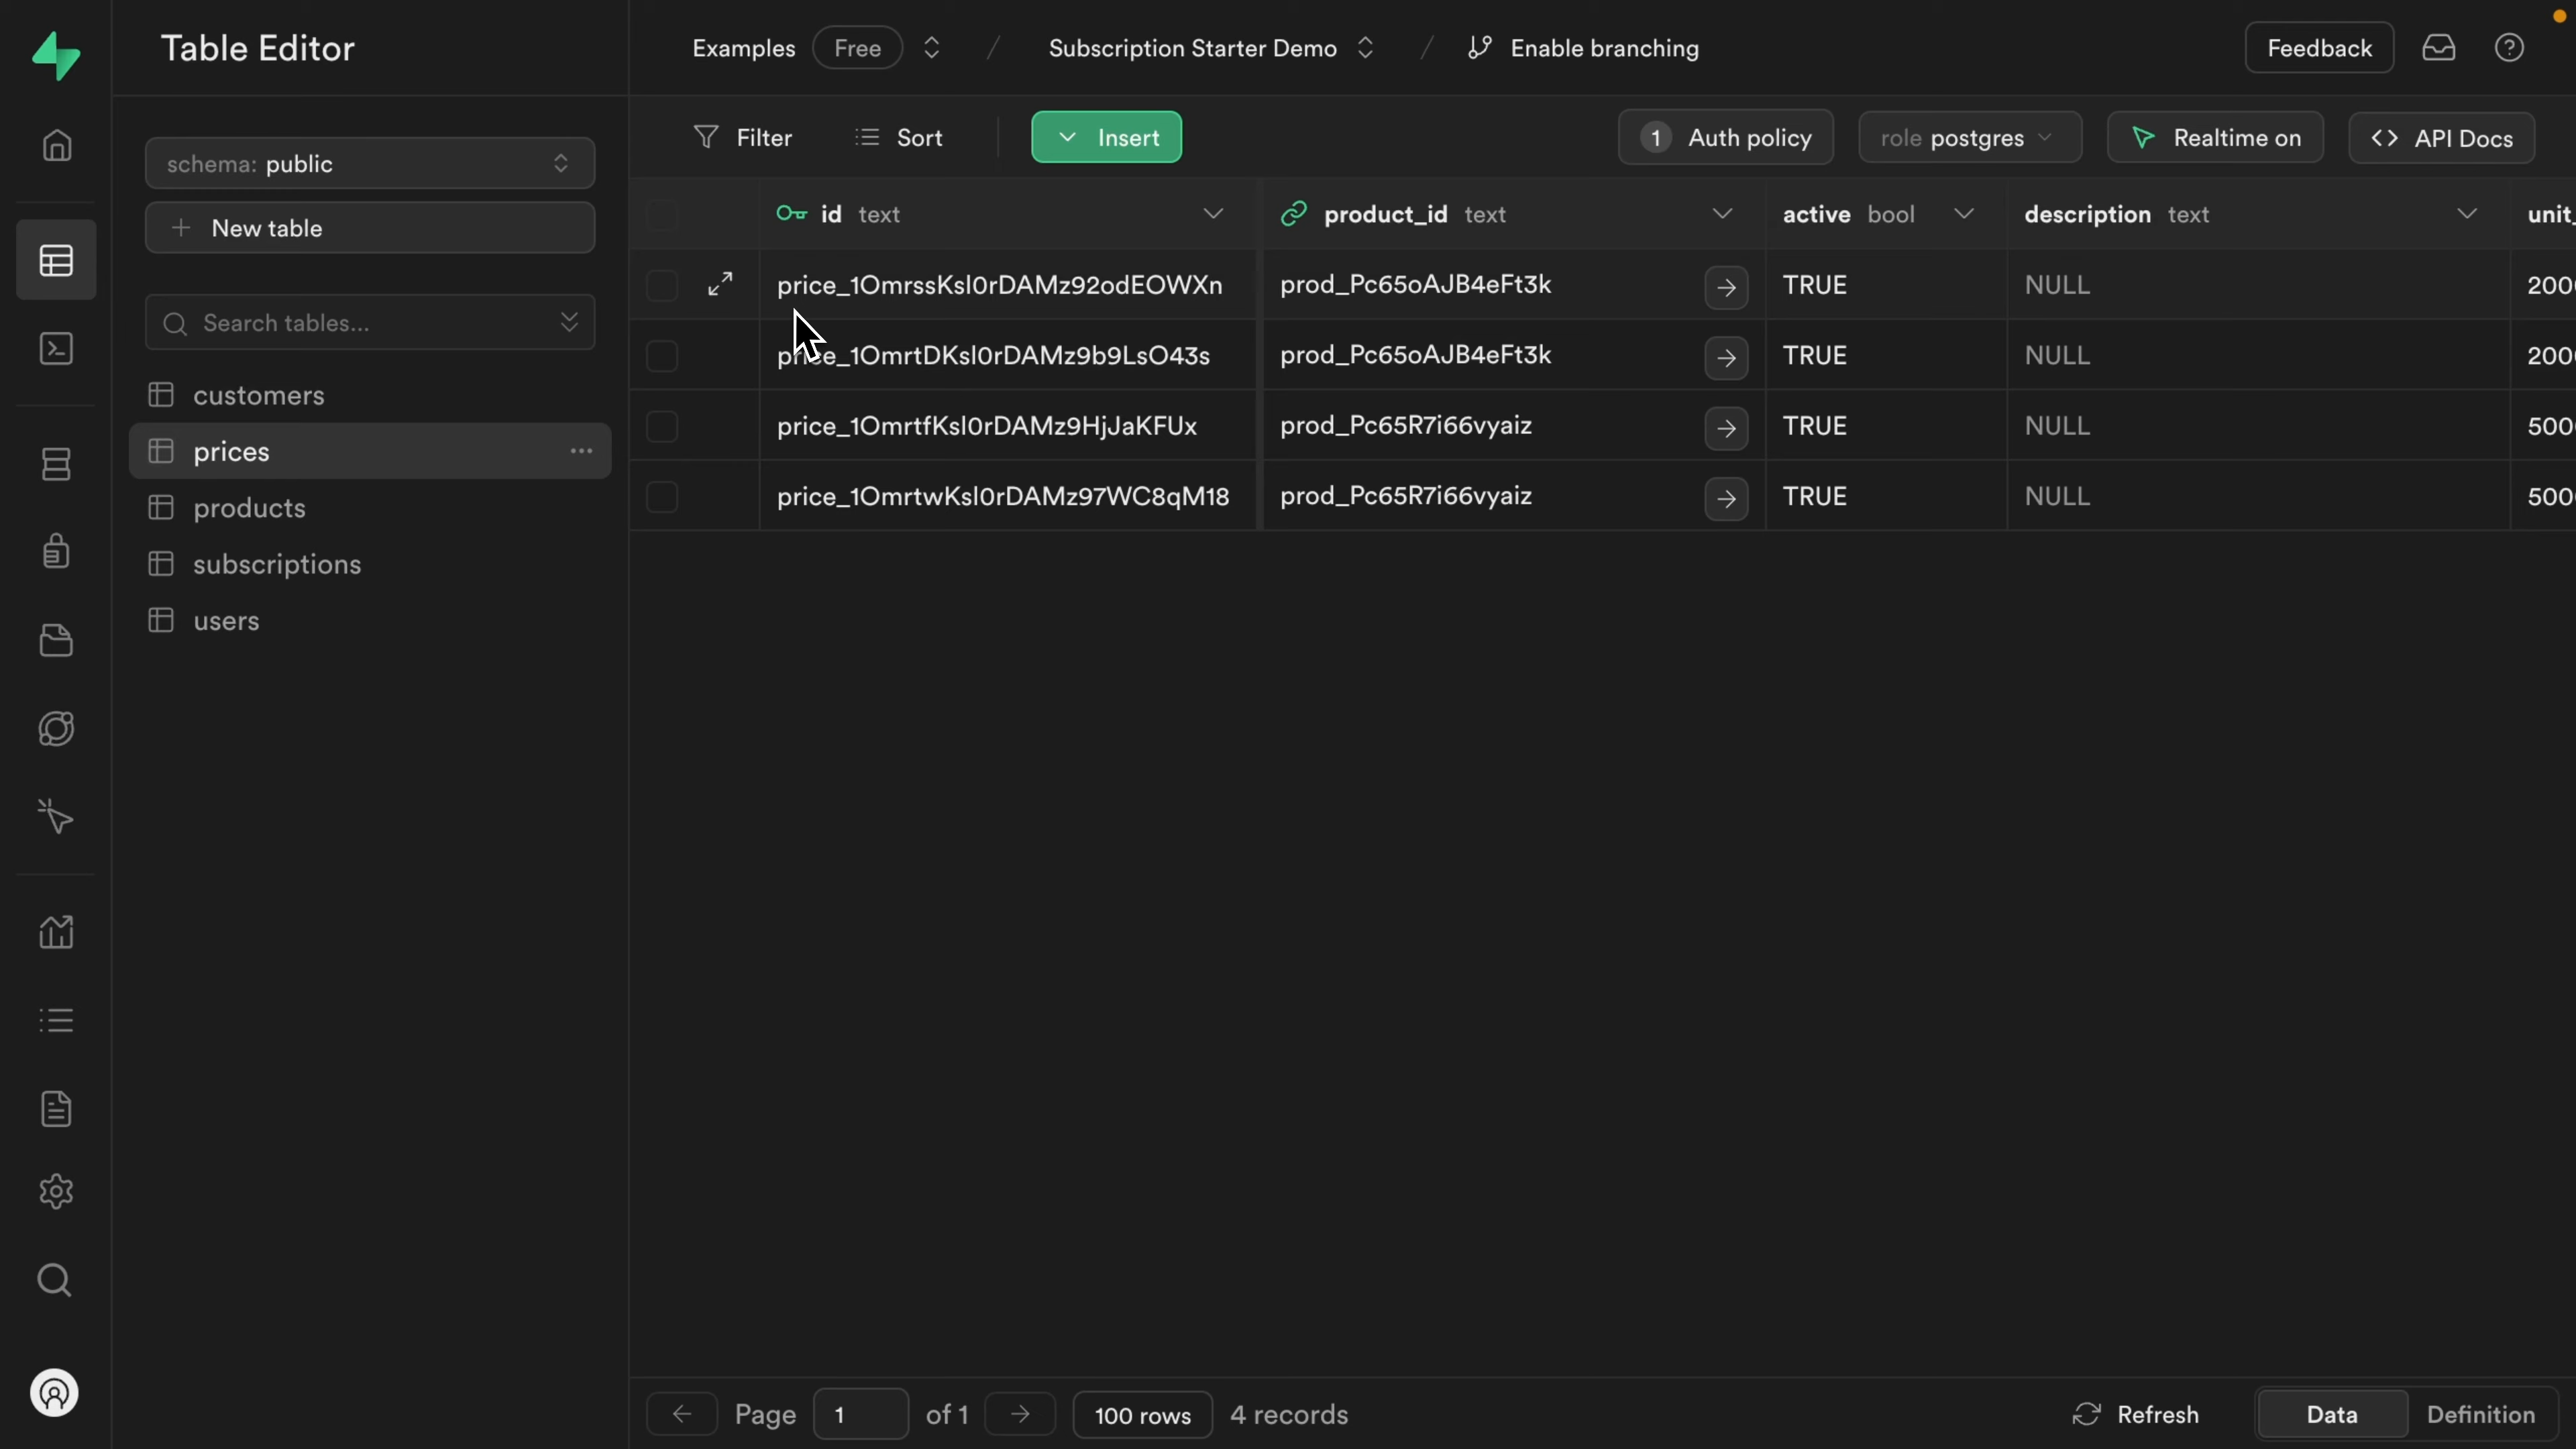 Table Editor
Examples Free / Subscription Starter Demo / Enable branching
Feedback
schema: public
New table
Search tables...
customers
prices
products
subscriptions
users
Filter Sort Insert 1 Auth policy role postgres Realtime on API Docs
id text product_id text active bool description text
price_1OmrssKsl0rDAMz92odEOWXn prod_Pc65oAJB4eFt3k TRUE NULL
price_1OmrtDKsl0rDAMz9b9LsO43s prod_Pc65oAJB4eFt3k TRUE NULL
price_1OmrtfKsl0rDAMz9HjJaKFUx prod_Pc65R7i66vyaiz TRUE NULL
price_1OmrtwKsl0rDAMz97WC8qM18 prod_Pc65R7i66vyaiz TRUE NULL
Page 1 of 1 100 rows 4 records Refresh Data Definition